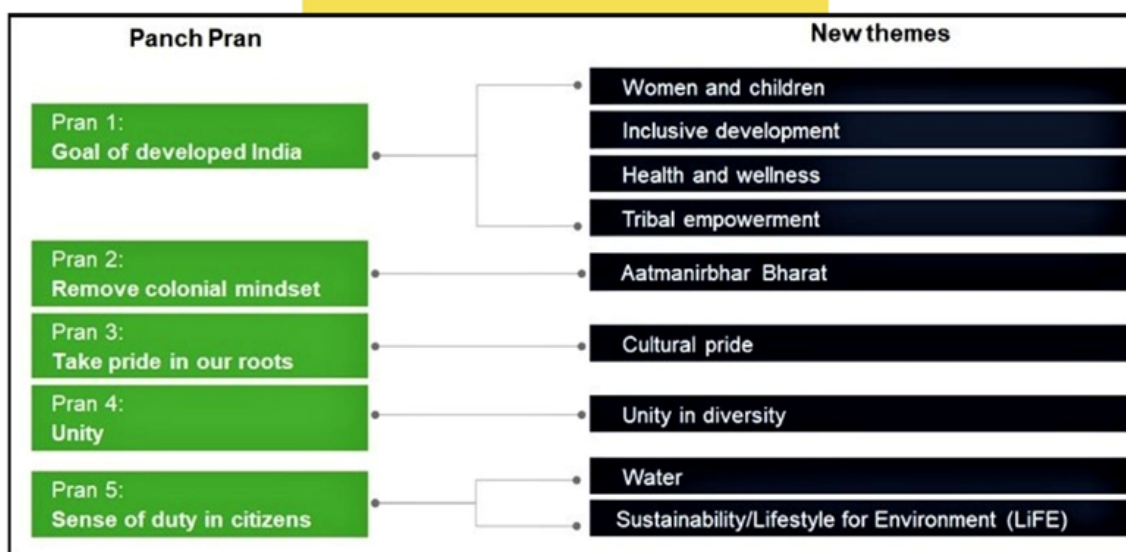 Panch Pran
New themes
Pran 1:
Goal of developed India
Women and children
Inclusive development
Health and wellness
Tribal empowerment
Pran 2:
Remove colonial mindset
Aatmanirbhar Bharat
Pran 3:
Take pride in our roots
Cultural pride
Pran 4:
Unity
Unity in diversity
Pran 5:
Sense of duty in citizens
Water
Sustainability/Lifestyle for Environment (LiFE)